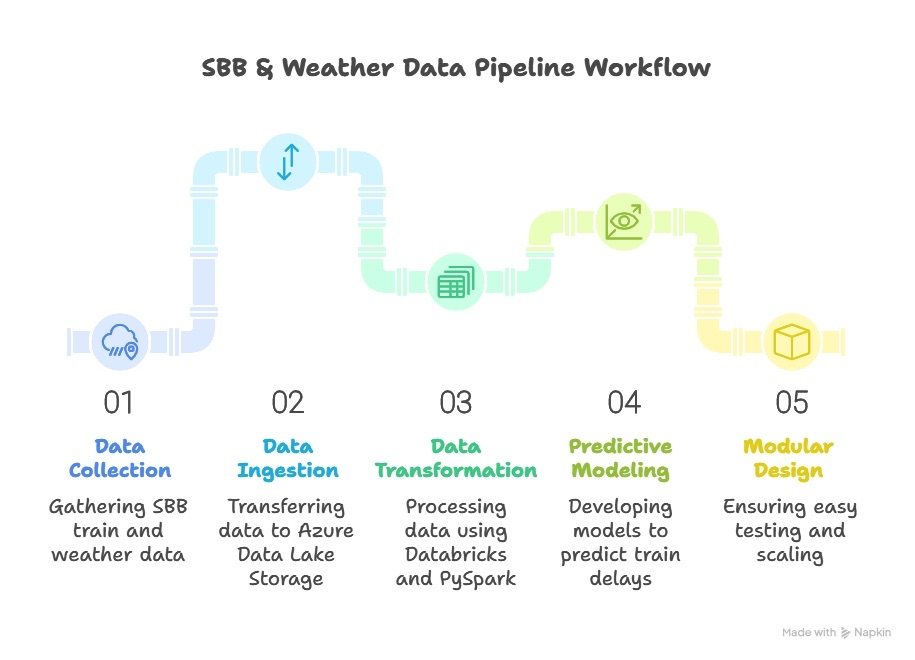 SBB & Weather Data Pipeline Workflow
01
Data
Collection
Gathering SBB
train and
weather data
02
Data
Ingestion
Transferring
data to Azure
Data Lake
Storage
03
Data
Transformation
Processing
data using
Databricks
and PySpark
04
Predictive
Modeling
Developing
models to
predict train
delays
05
Modular
Design
Ensuring easy
testing and
scaling
Made with Napkin